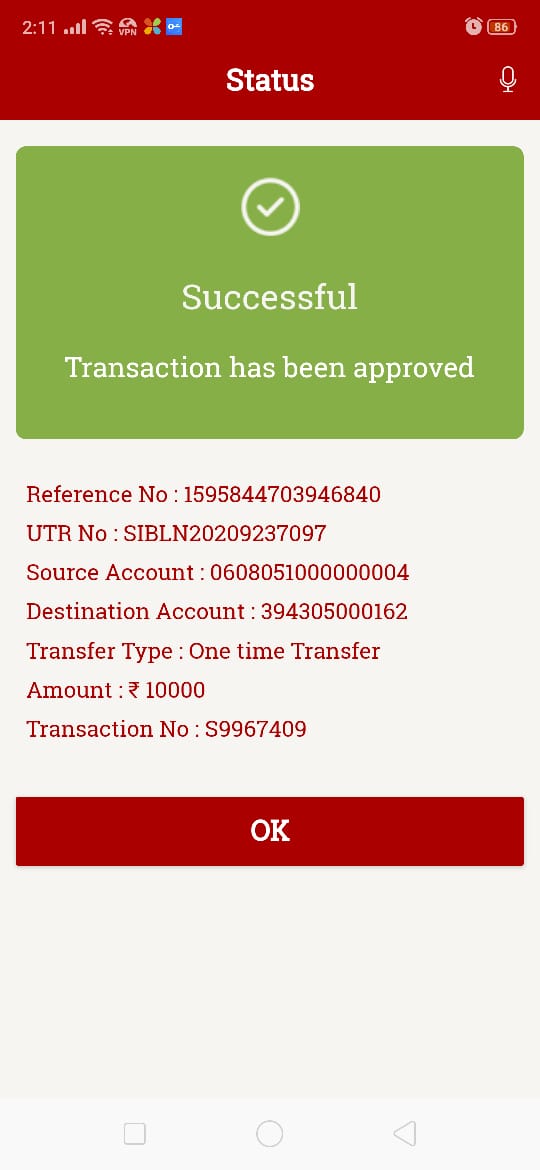 2:11 VPN 86
Status
Successful
Transaction has been approved
Reference No : 1595844703946840
UTR No : SIBLN20209237097
Source Account : 0608051000000004
Destination Account : 394305000162
Transfer Type : One time Transfer
Amount : ₹ 10000
Transaction No : S9967409
OK